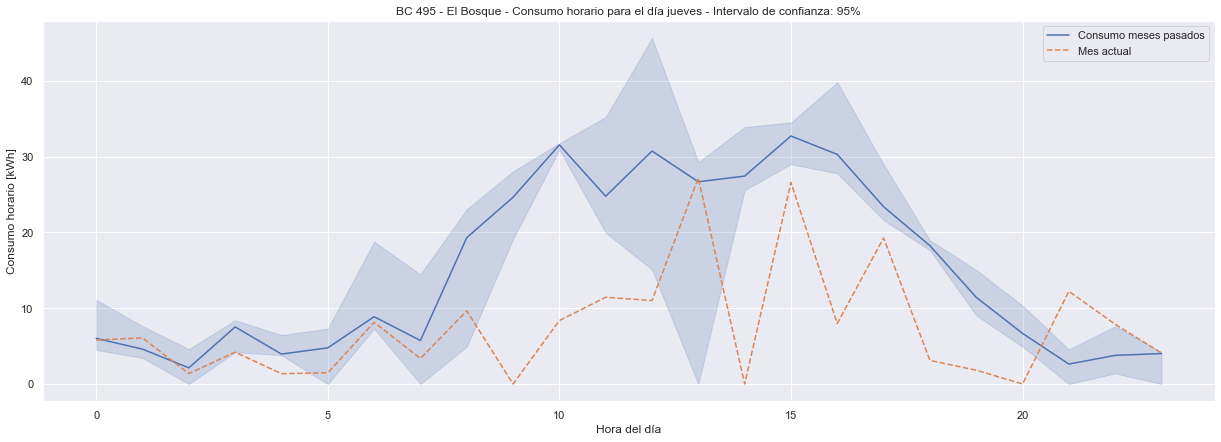 BC 495 - El Bosque - Consumo horario para el día jueves - Intervalo de confianza: 95%
Consumo meses pasados
Mes actual
Consumo horario [kWh]
40
30
20
10
0
0 5 10 15 20
Hora del día